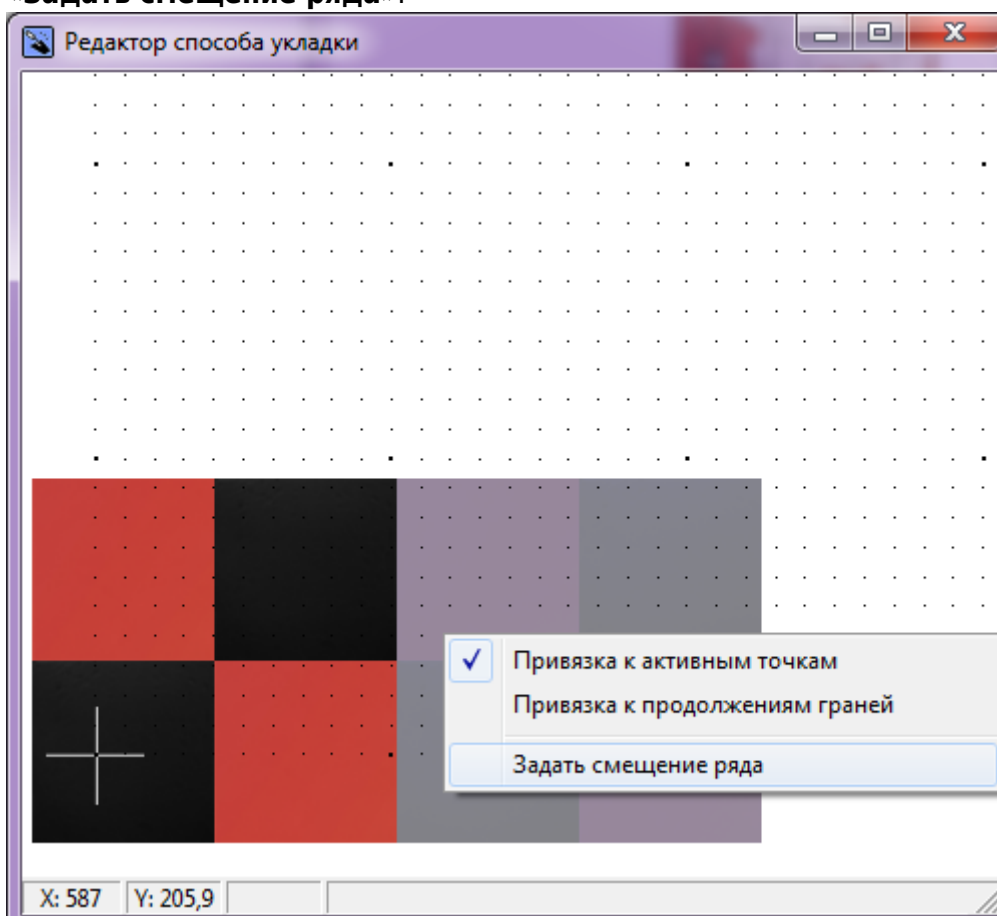 «Задать смещение ряда».
Редактор способа укладки
Привязка к активным точкам
Привязка к продолжениям граней
Задать смещение ряда
X: 587 Y: 205,9